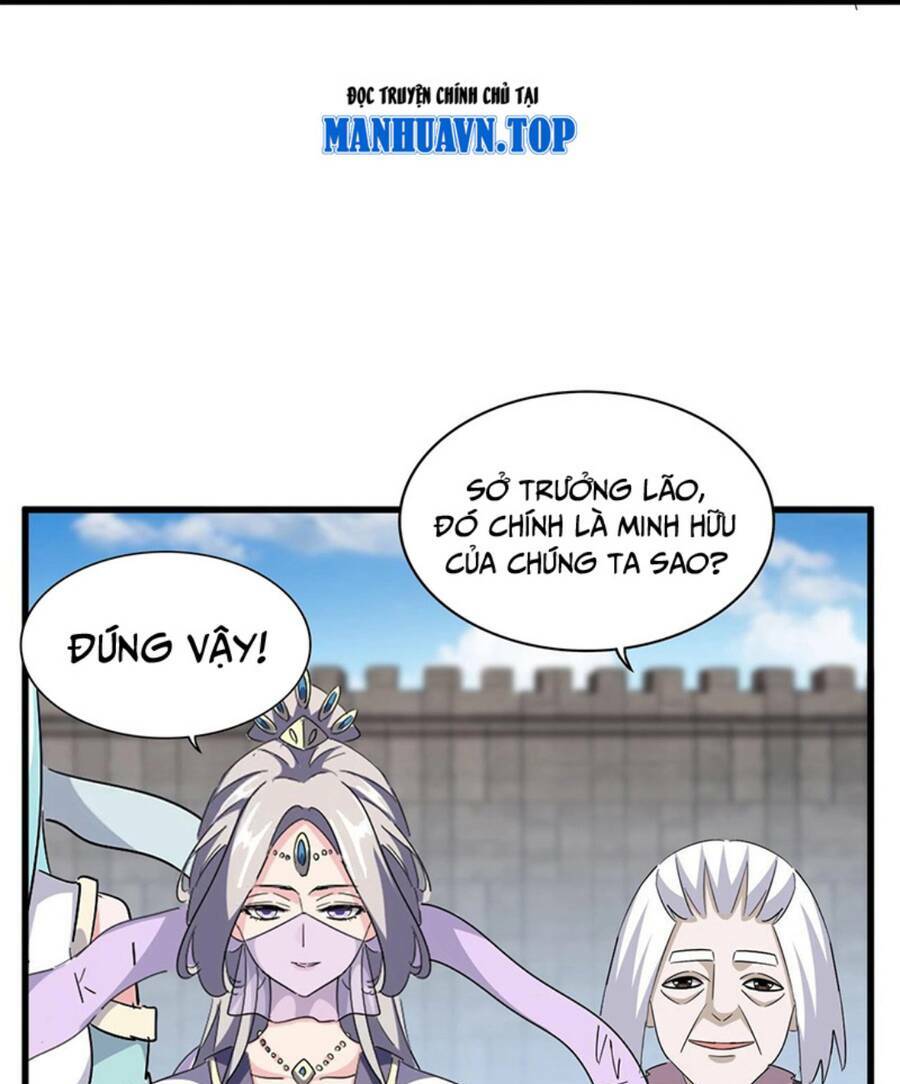 ĐỌC TRUYỆN CHÍNH CHỦ TẠI
MANHUAVN.TOP
SỞ TRƯỞNG LÃO,
ĐÓ CHÍNH LÀ MINH HỮU
CỦA CHÚNG TA SAO?
ĐÚNG VẬY!